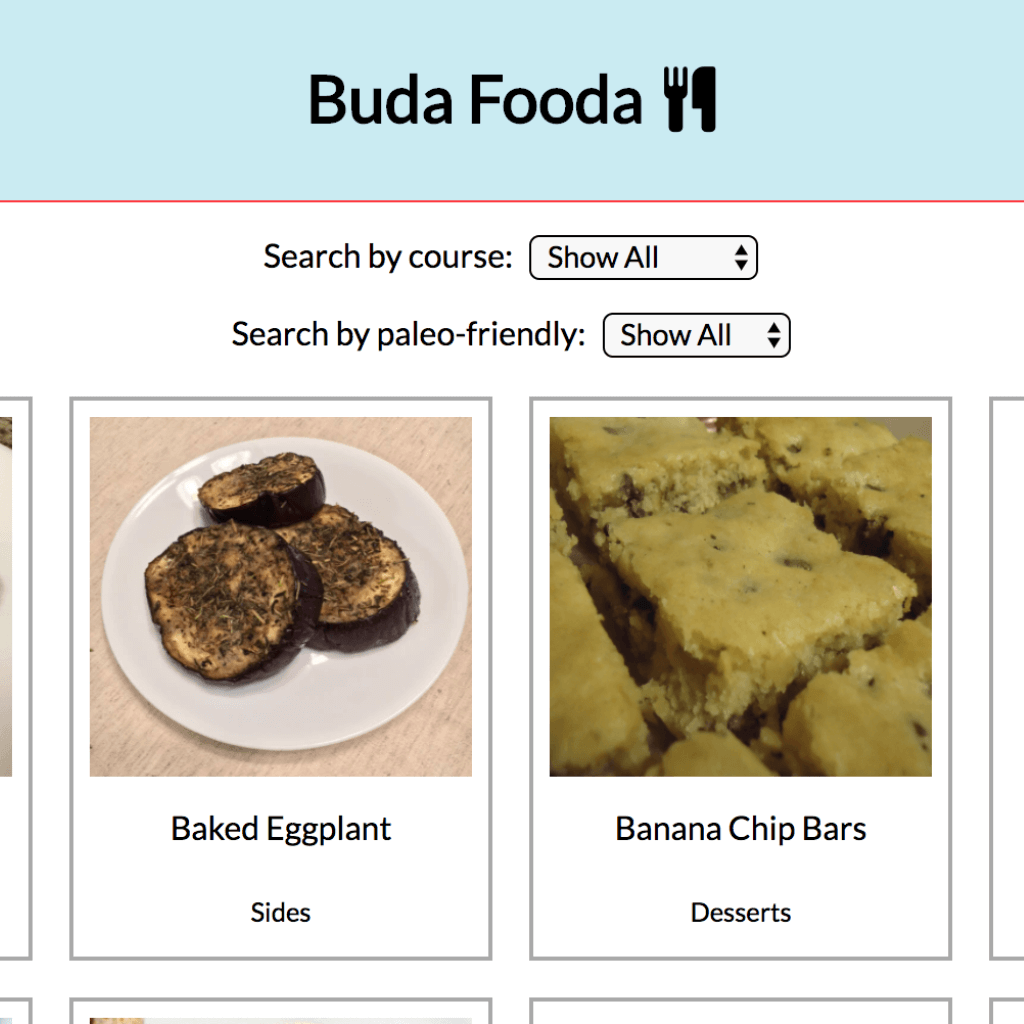 Buda Fooda
Search by course: Show All
Search by paleo-friendly: Show All
Baked Eggplant
Banana Chip Bars
Sides
Desserts